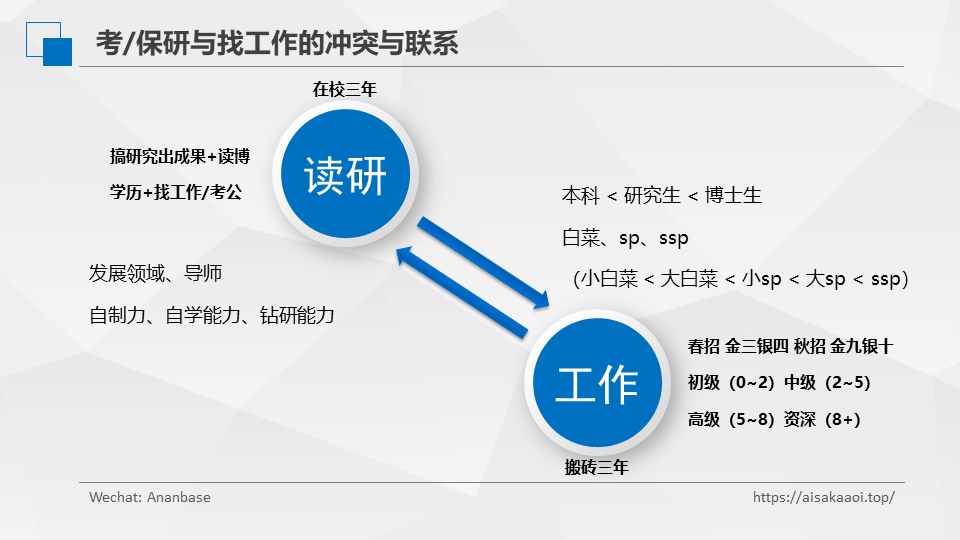 考/保研与找工作的冲突与联系
在校三年
搞研究出成果+读博
学历+找工作/考公
读研
发展领域、导师
自制力、自学能力、钻研能力
本科 < 研究生 < 博士生
白菜、sp、ssp
（小白菜 < 大白菜 < 小sp < 大sp < ssp）
工作
春招 金三银四 秋招 金九银十
初级（0~2）中级（2~5）
高级（5~8）资深（8+）
搬砖三年
Wechat: Ananbase
https://aisakaaoi.top/